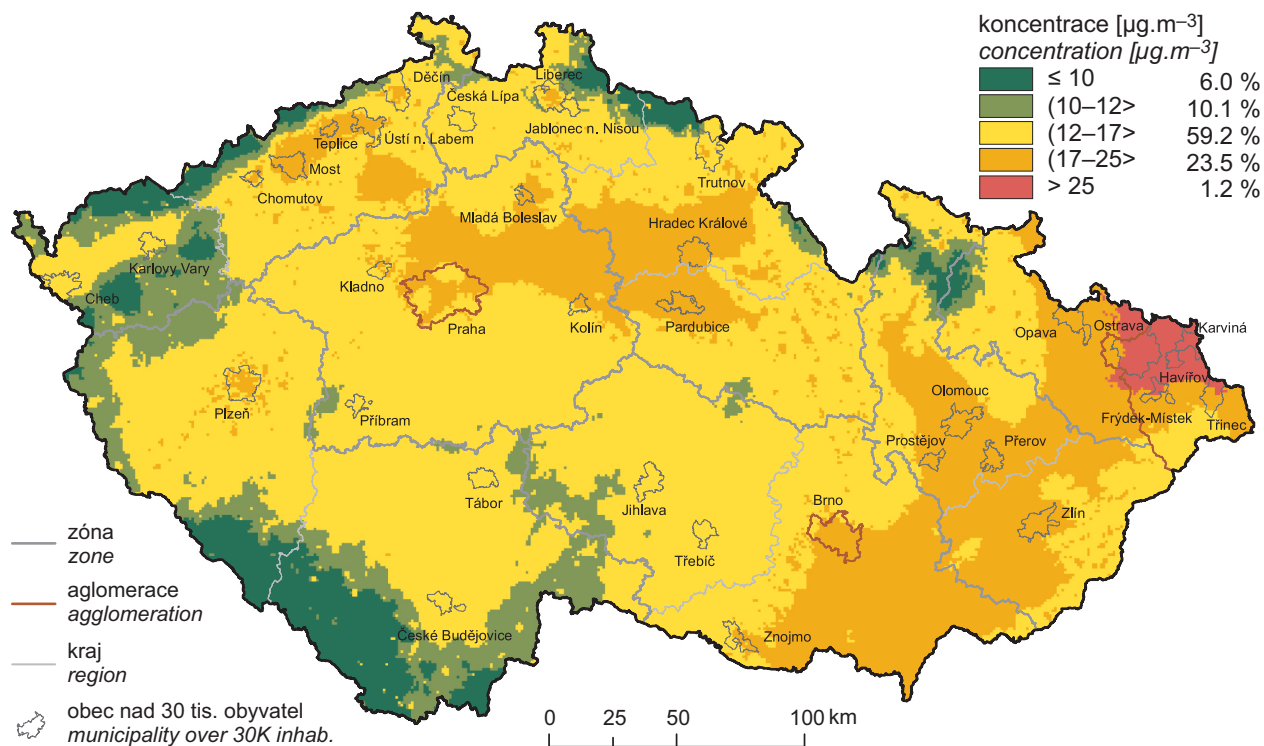 koncentrace [µg.m⁻³]
concentration [µg.m⁻³]
≤ 10 6.0 %
(10–12> 10.1 %
(12–17> 59.2 %
(17–25> 23.5 %
> 25 1.2 %
Děčín
Liberec
Česká Lípa
Jablonec n. Nisou
Teplice
Ústí n. Labem
Most
Chomutov
Trutnov
Mladá Boleslav
Hradec Králové
Karlovy Vary
Cheb
Kladno
Praha
Kolín
Pardubice
Opava
Ostrava
Karviná
Havířov
Plzeň
Příbram
Olomouc
Frýdek-Místek
Třinec
Prostějov
Přerov
Tábor
Jihlava
Brno
Zlín
Třebíč
České Budějovice
Znojmo
zóna
zone
aglomerace
agglomeration
kraj
region
obec nad 30 tis. obyvatel
municipality over 30K inhab.
0 25 50 100 km